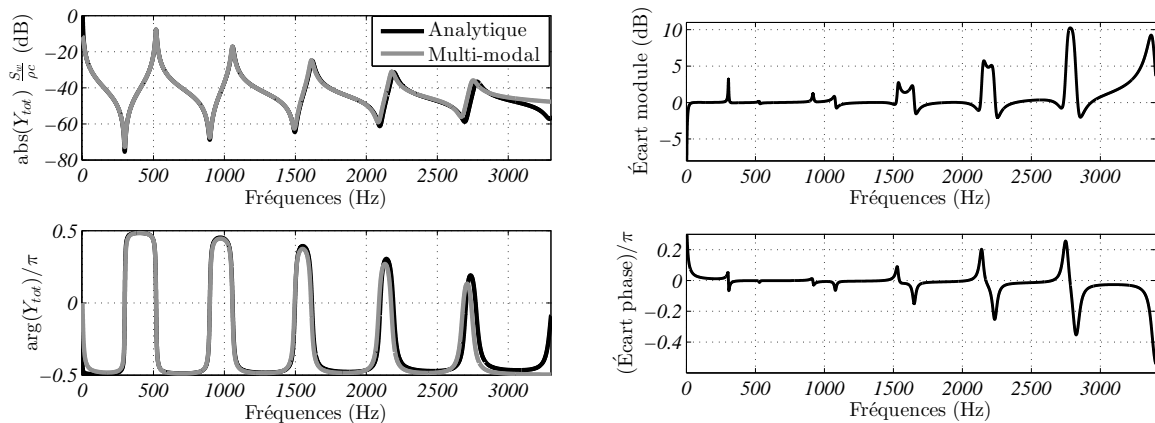 0
−20
−40
−60
−80
abs(Y_tot) S_w/ρc (dB)
Analytique
Multi-modal
0 500 1000 1500 2000 2500 3000
Fréquences (Hz)
0.5
0
−0.5
arg(Y_tot)/π
0 500 1000 1500 2000 2500 3000
Fréquences (Hz)
10
5
0
−5
Écart module (dB)
0 500 1000 1500 2000 2500 3000
Fréquences (Hz)
0.2
0
−0.2
−0.4
(Écart phase)/π
0 500 1000 1500 2000 2500 3000
Fréquences (Hz)